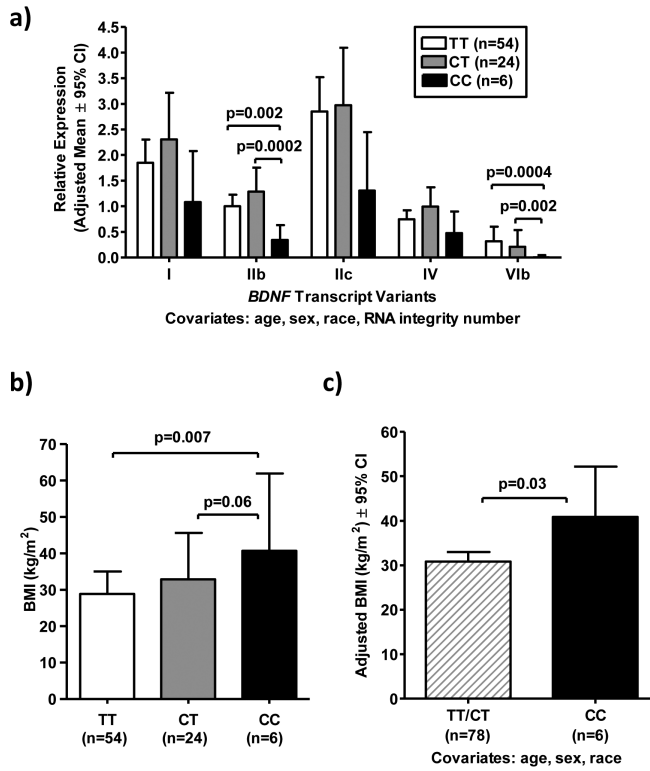 a)
Relative Expression
(Adjusted Mean ± 95% CI)
5.0
4.5
4.0
3.5
3.0
2.5
2.0
1.5
1.0
0.5
0.0
TT (n=54)
CT (n=24)
CC (n=6)
p=0.002
p=0.0002
p=0.0004
p=0.002
I IIb IIc IV VIb
BDNF Transcript Variants
Covariates: age, sex, race, RNA integrity number
b)
BMI (kg/m²)
70
60
50
40
30
20
10
0
p=0.007
p=0.06
TT CT CC
(n=54) (n=24) (n=6)
c)
Adjusted BMI (kg/m²) ± 95% CI
60
50
40
30
20
10
0
p=0.03
TT/CT CC
(n=78) (n=6)
Covariates: age, sex, race